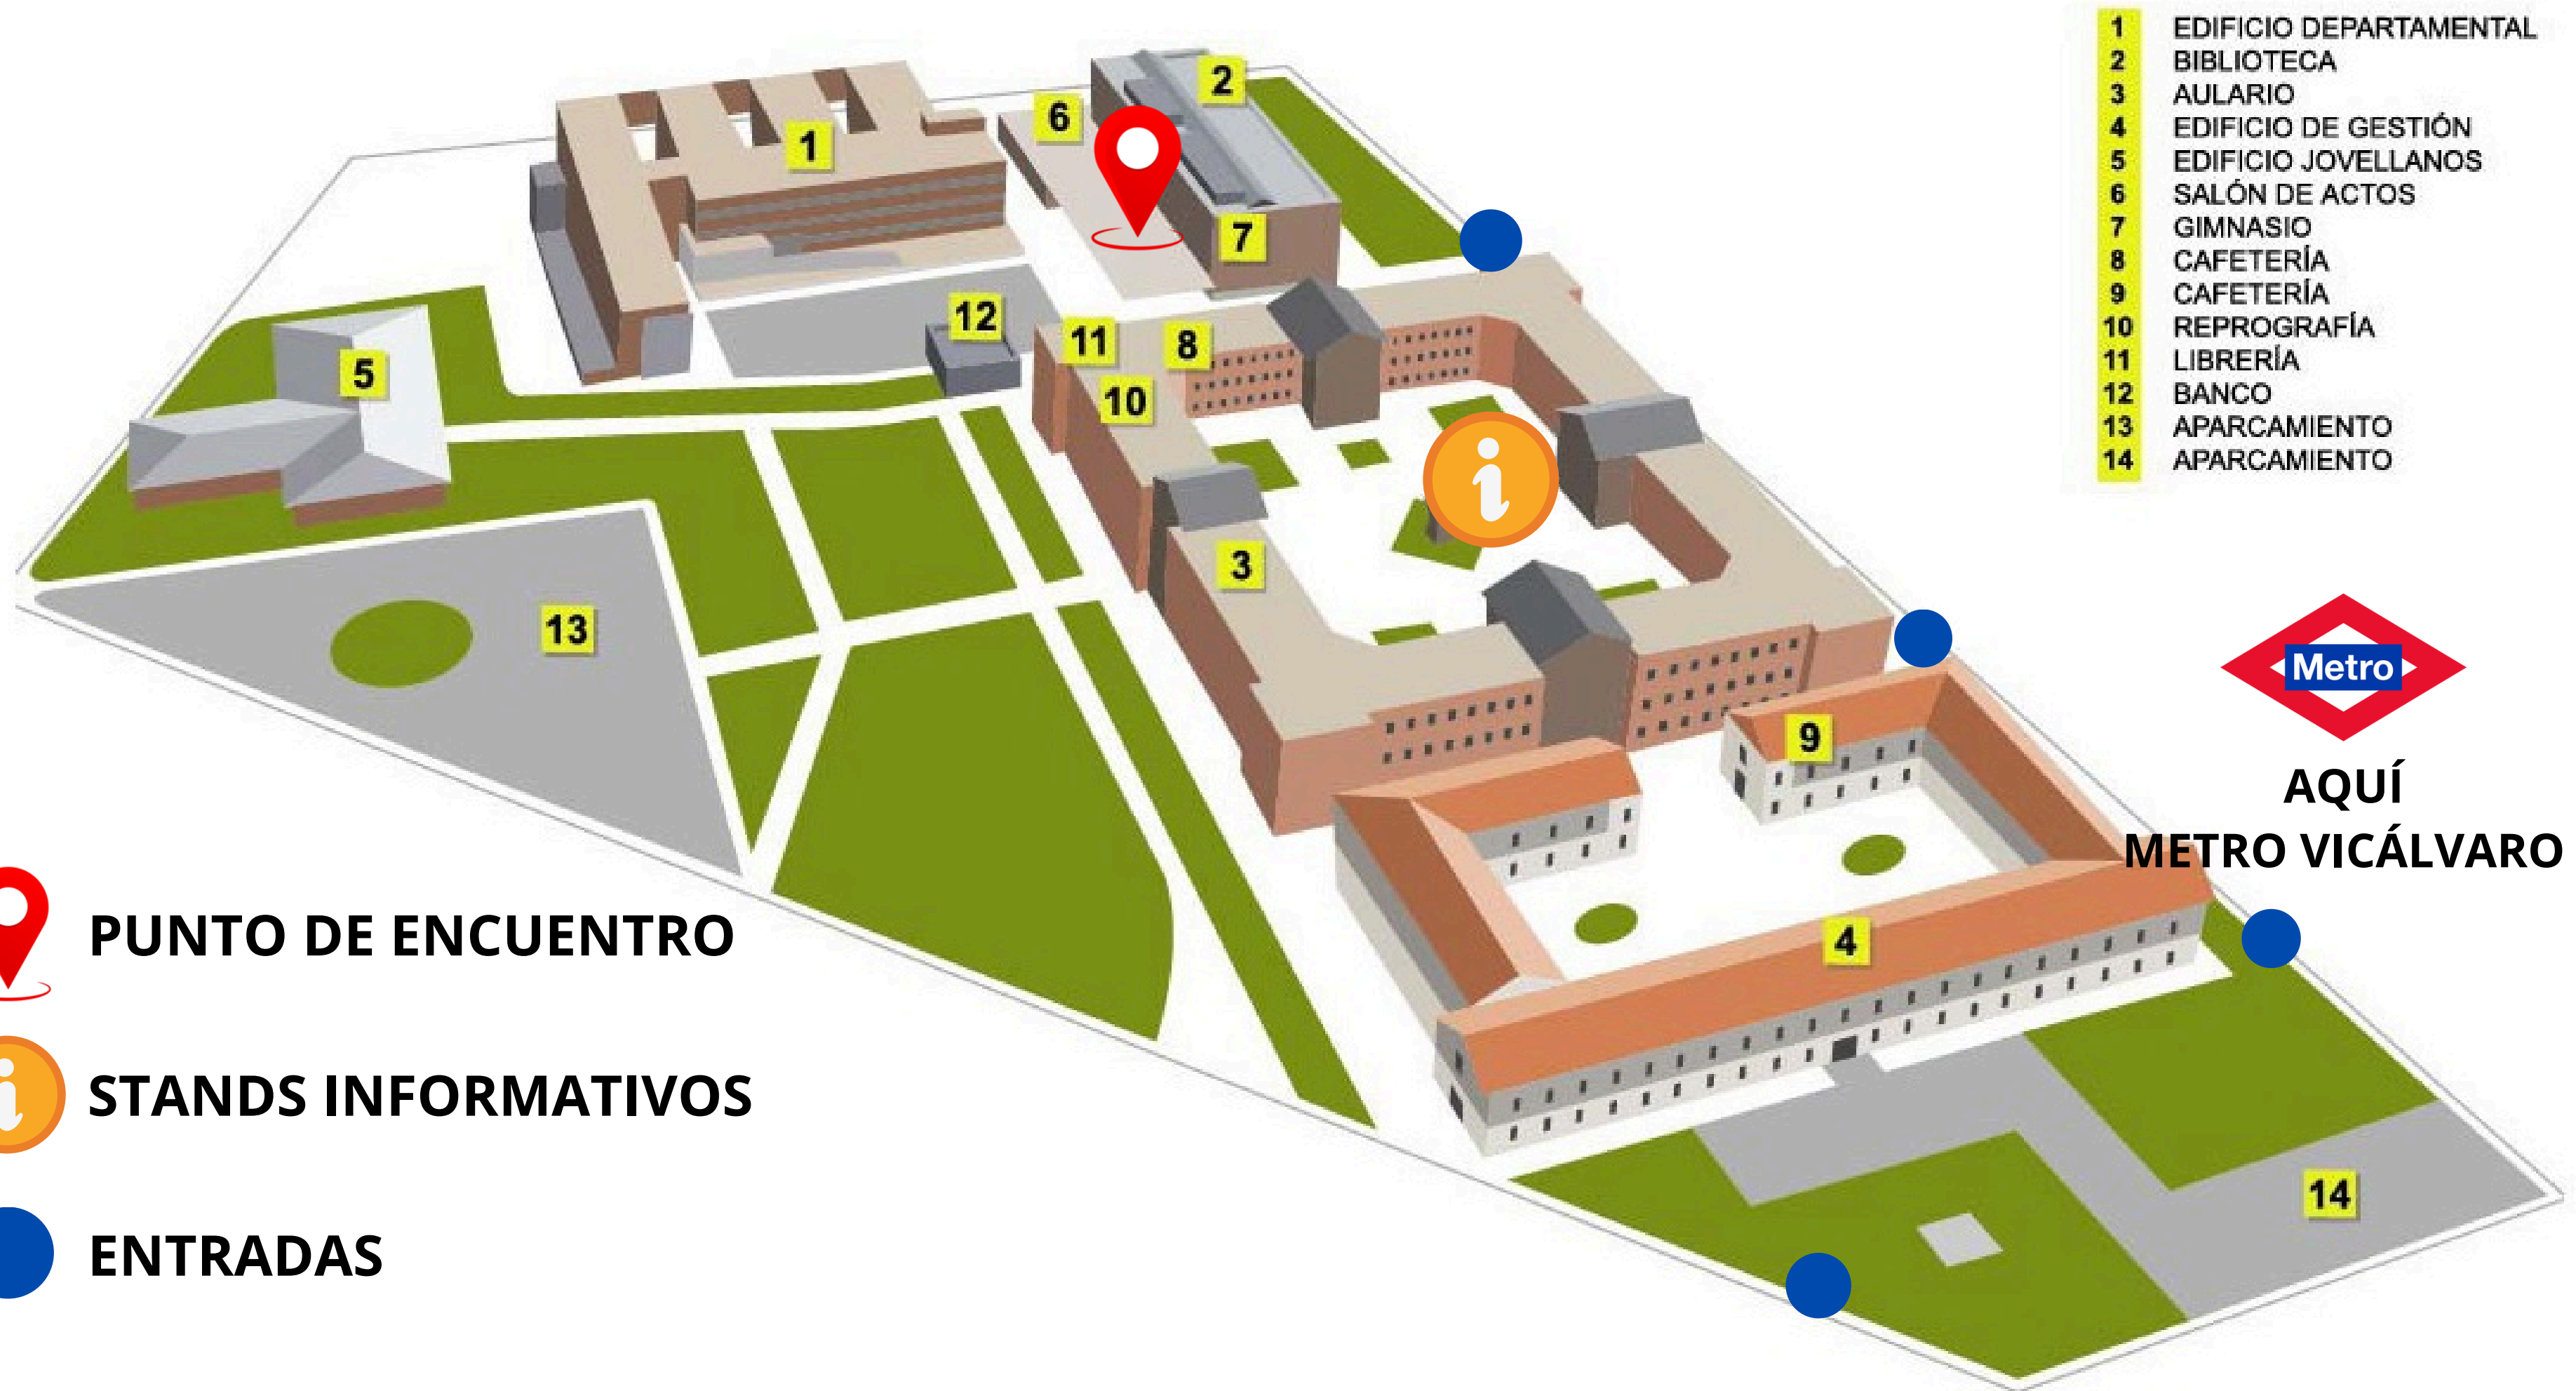 1 EDIFICIO DEPARTAMENTAL
2 BIBLIOTECA
3 AULARIO
4 EDIFICIO DE GESTIÓN
5 EDIFICIO JOVELLANOS
6 SALÓN DE ACTOS
7 GIMNASIO
8 CAFETERÍA
9 CAFETERÍA
10 REPROGRAFÍA
11 LIBRERÍA
12 BANCO
13 APARCAMIENTO
14 APARCAMIENTO
2
6
1
7
12
11
8
5
10
i
3
13
Metro
9
AQUÍ
METRO VICÁLVARO
4
14
PUNTO DE ENCUENTRO
i STANDS INFORMATIVOS
ENTRADAS